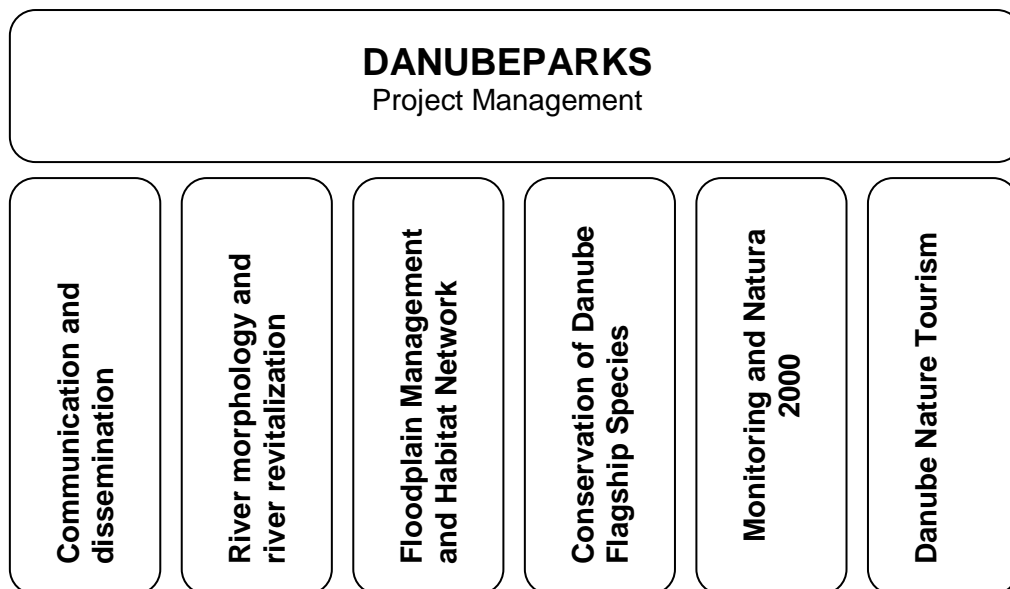 DANUBEPARKS
Project Management
Communication and
dissemination
River morphology and
river revitalization
Floodplain Management
and Habitat Network
Conservation of Danube
Flagship Species
Monitoring and Natura
2000
Danube Nature Tourism